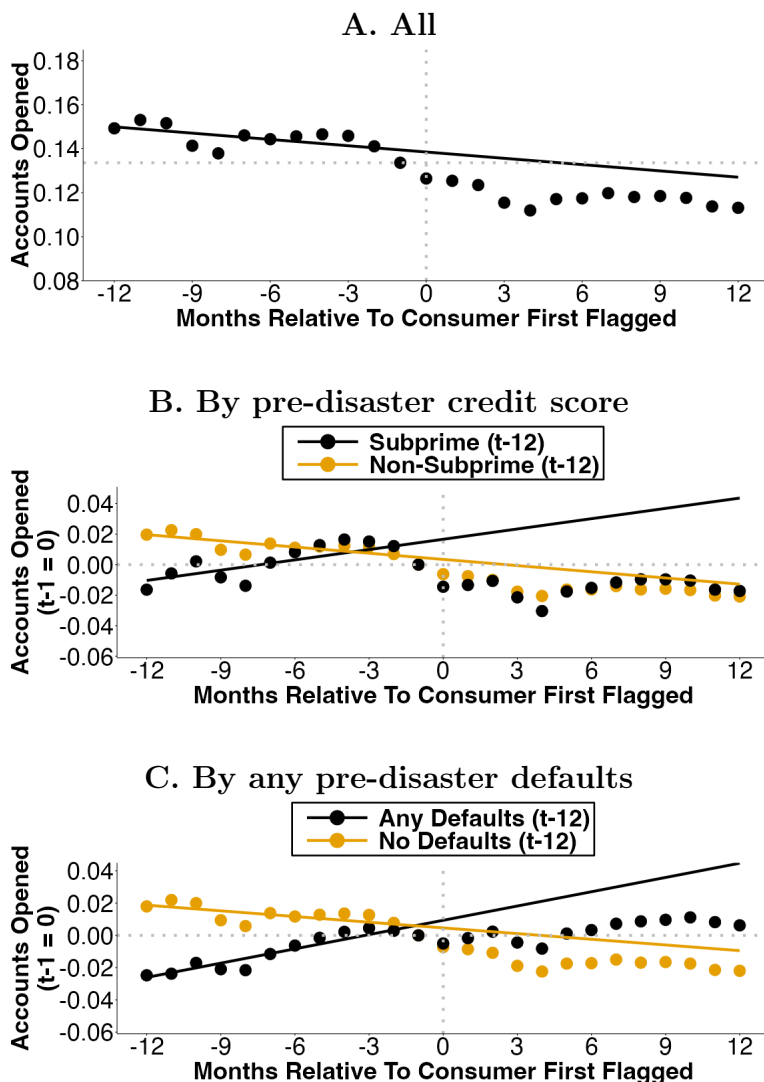 A. All
Accounts Opened
0.18
0.16
0.14
0.12
0.10
0.08
-12 -9 -6 -3 0 3 6 9 12
Months Relative To Consumer First Flagged
B. By pre-disaster credit score
Subprime (t-12)
Non-Subprime (t-12)
Accounts Opened
(t-1 = 0)
0.04
0.02
0.00
-0.02
-0.04
-0.06
-12 -9 -6 -3 0 3 6 9 12
Months Relative To Consumer First Flagged
C. By any pre-disaster defaults
Any Defaults (t-12)
No Defaults (t-12)
Accounts Opened
(t-1 = 0)
0.04
0.02
0.00
-0.02
-0.04
-0.06
-12 -9 -6 -3 0 3 6 9 12
Months Relative To Consumer First Flagged